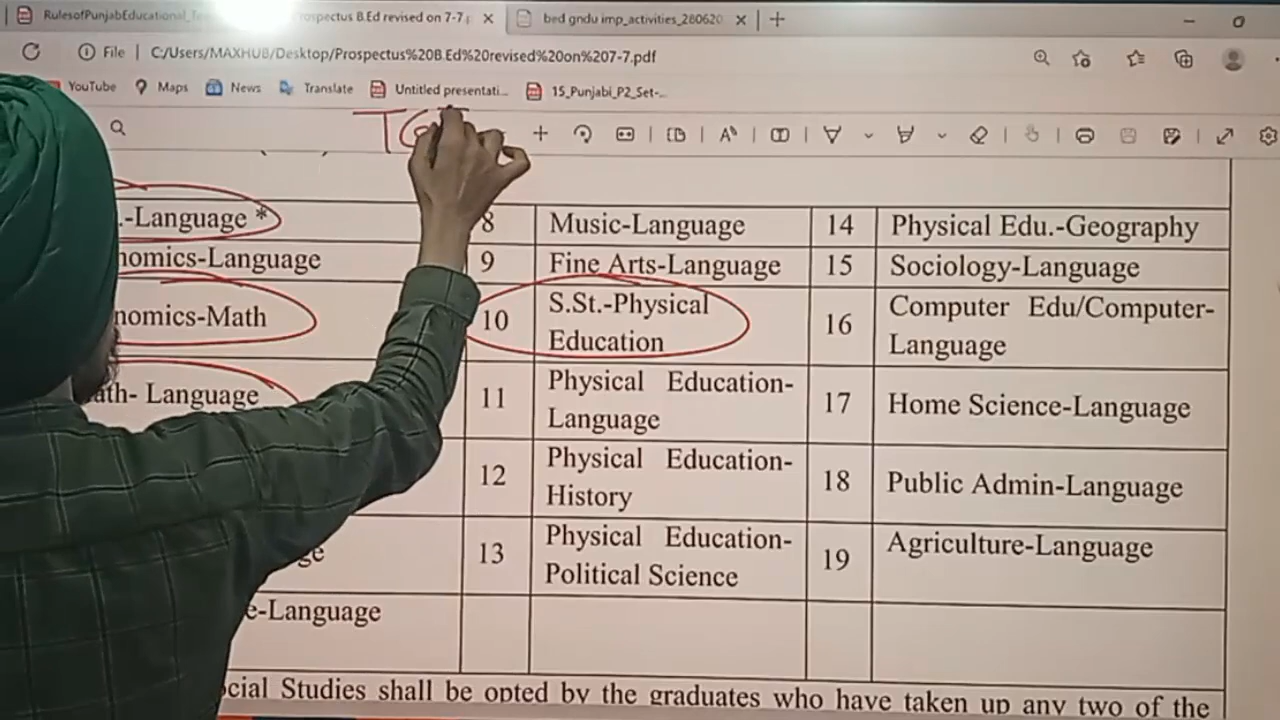 RulesofPunjabEducational_Te
rospectus B.Ed revised on 7-7.p
bed gndu imp_activities_280620
File | C:/Users/MAXHUB/Desktop/Prospectus%20B.Ed%20revised%20on%207-7.pdf
YouTube Maps News Translate Untitled presentati... 15_Punjabi_P2_Set-...
.-Language * 8 Music-Language 14 Physical Edu.-Geography
nomics-Language 9 Fine Arts-Language 15 Sociology-Language
nomics-Math 10 S.St.-Physical Education 16 Computer Edu/Computer-Language
ath- Language 11 Physical Education-Language 17 Home Science-Language
12 Physical Education-History 18 Public Admin-Language
ge 13 Physical Education-Political Science 19 Agriculture-Language
e-Language
cial Studies shall be opted by the graduates who have taken up any two of the